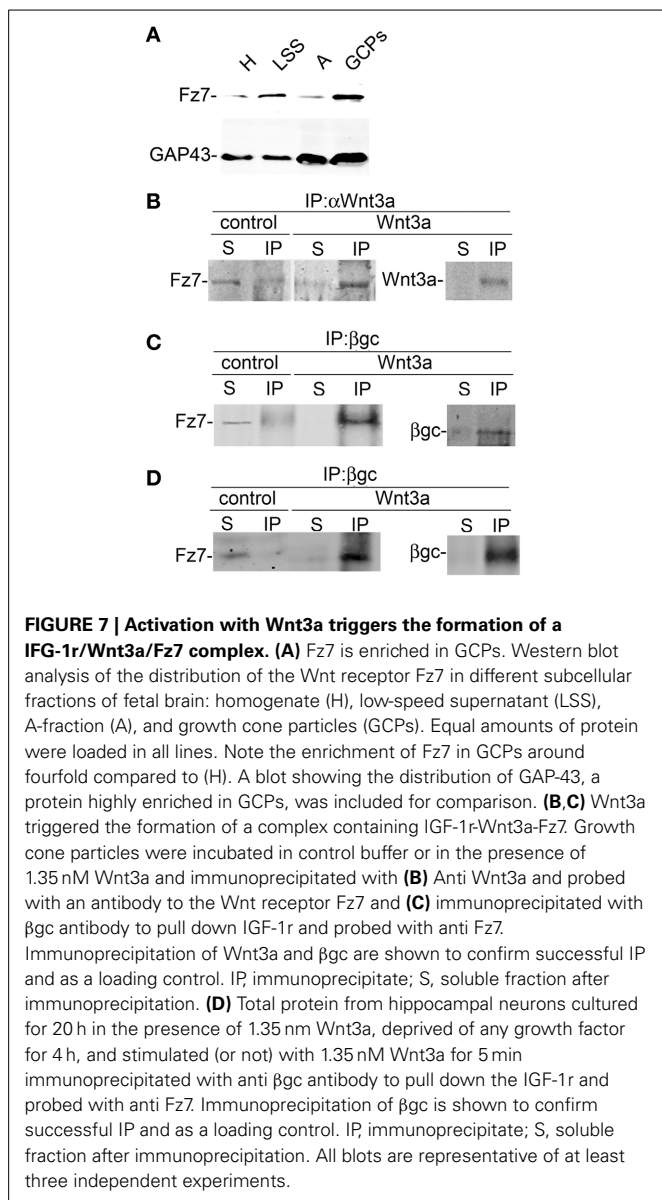 A
H LSS A GCPs
Fz7-
GAP43-
B
IP:αWnt3a
control Wnt3a
S IP S IP S IP
Fz7- Wnt3a-
C
IP:βgc
control Wnt3a
S IP S IP S IP
Fz7- βgc-
D
IP:βgc
control Wnt3a
S IP S IP S IP
Fz7- βgc-
FIGURE 7 | Activation with Wnt3a triggers the formation of a
IFG-1r/Wnt3a/Fz7 complex. (A) Fz7 is enriched in GCPs. Western blot
analysis of the distribution of the Wnt receptor Fz7 in different subcellular
fractions of fetal brain: homogenate (H), low-speed supernatant (LSS),
A-fraction (A), and growth cone particles (GCPs). Equal amounts of protein
were loaded in all lines. Note the enrichment of Fz7 in GCPs around
fourfold compared to (H). A blot showing the distribution of GAP-43, a
protein highly enriched in GCPs, was included for comparison. (B,C) Wnt3a
triggered the formation of a complex containing IGF-1r-Wnt3a-Fz7. Growth
cone particles were incubated in control buffer or in the presence of
1.35 nM Wnt3a and immunoprecipitated with (B) Anti Wnt3a and probed
with an antibody to the Wnt receptor Fz7 and (C) immunoprecipitated with
βgc antibody to pull down IGF-1r and probed with anti Fz7.
Immunoprecipitation of Wnt3a and βgc are shown to confirm successful IP
and as a loading control. IP, immunoprecipitate; S, soluble fraction after
immunoprecipitation. (D) Total protein from hippocampal neurons cultured
for 20 h in the presence of 1.35 nm Wnt3a, deprived of any growth factor
for 4 h, and stimulated (or not) with 1.35 nM Wnt3a for 5 min
immunoprecipitated with anti βgc antibody to pull down the IGF-1r and
probed with anti Fz7. Immunoprecipitation of βgc is shown to confirm
successful IP and as a loading control. IP, immunoprecipitate; S, soluble
fraction after immunoprecipitation. All blots are representative of at least
three independent experiments.